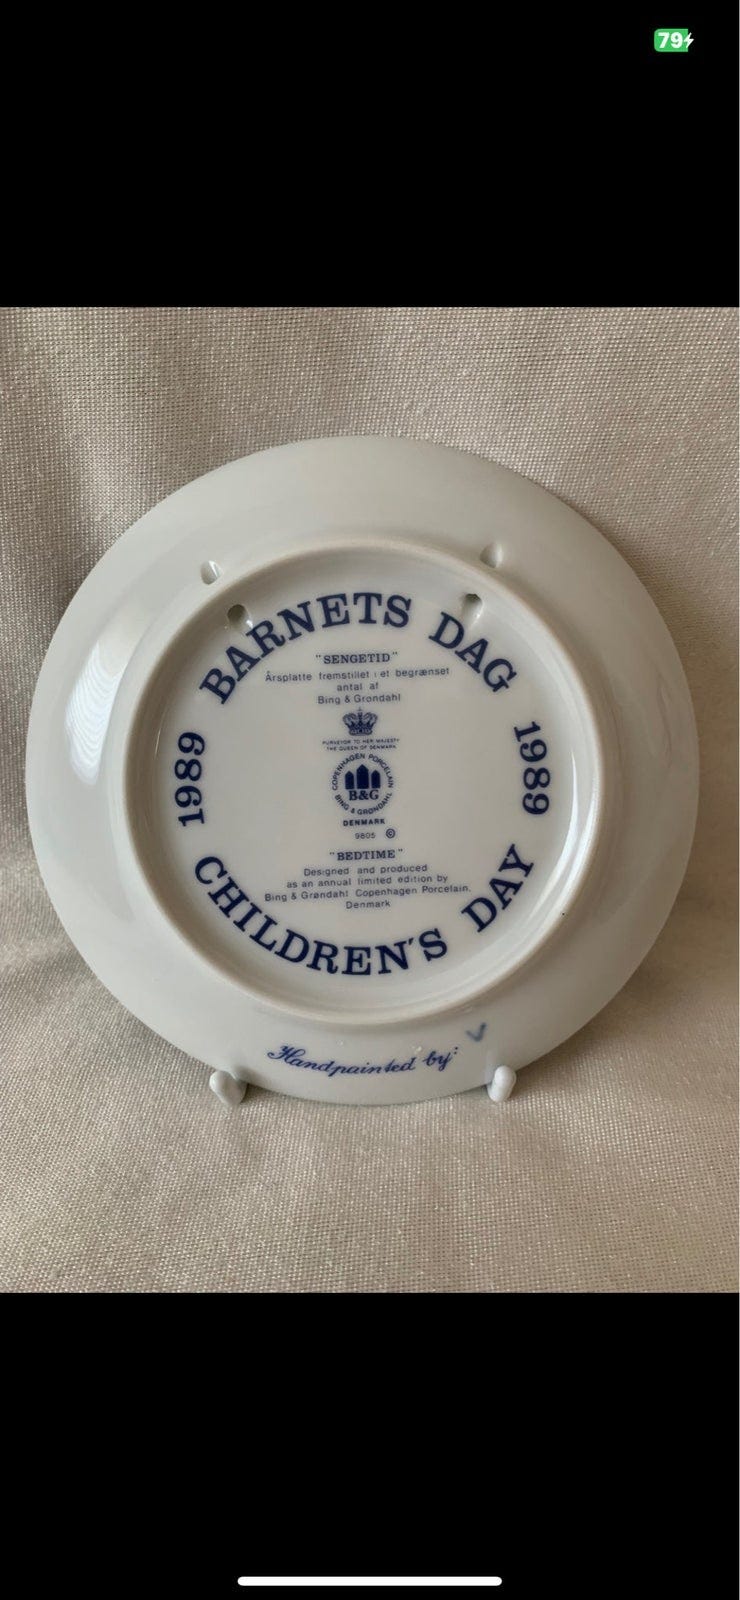 79
BARNETS DAG
1989
1989
"SENGETID"
Årsplatte fremstillet i et begrænset
antal af
Bing & Grøndahl
PURVEYOR TO HER MAJESTY
THE QUEEN OF DENMARK
COPENHAGEN PORCELAIN
B&G
BING & GRØNDAHL
DENMARK
9805 ©
"BEDTIME"
Designed and produced
as an annual limited edition by
Bing & Grøndahl Copenhagen Porcelain,
Denmark
CHILDREN'S DAY
Handpainted by: